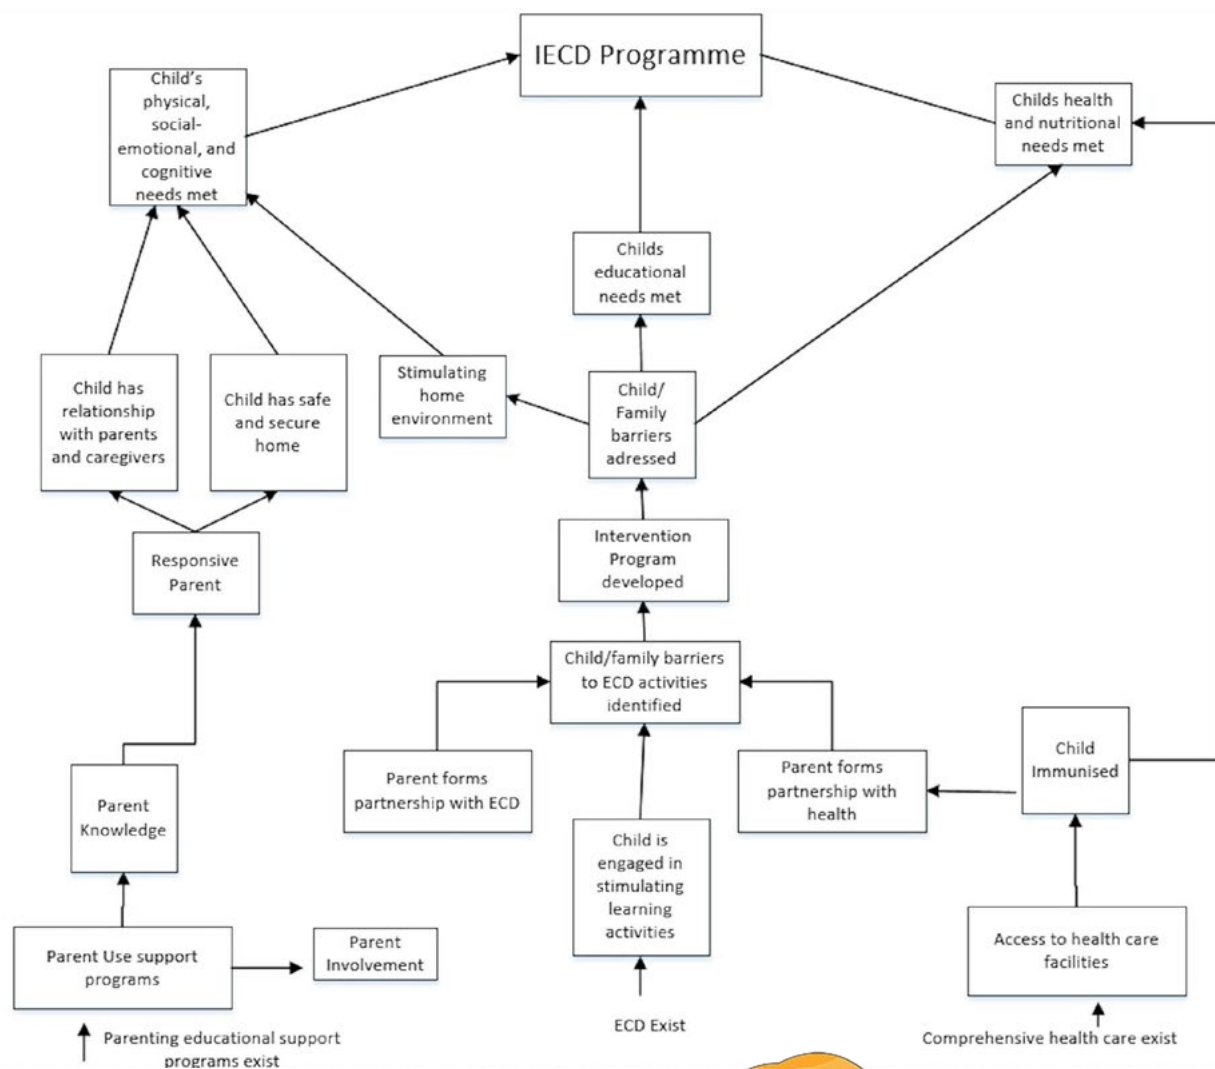 IECD Programme
Child's
physical,
social-
emotional, and
cognitive
needs met
Childs health
and nutritional
needs met
Childs
educational
needs met
Child has
relationship
with parents
and caregivers
Child has safe
and secure
home
Stimulating
home
environment
Child/
Family
barriers
adressed
Responsive
Parent
Intervention
Program
developed
Child/family barriers
to ECD activities
identified
Parent
Knowledge
Parent forms
partnership with ECD
Parent forms
partnership with
health
Child
Immunised
Child is
engaged in
stimulating
learning
activities
Parent Use support
programs
Parent
Involvement
Access to health care
facilities
Parenting educational support
programs exist
ECD Exist
Comprehensive health care exist